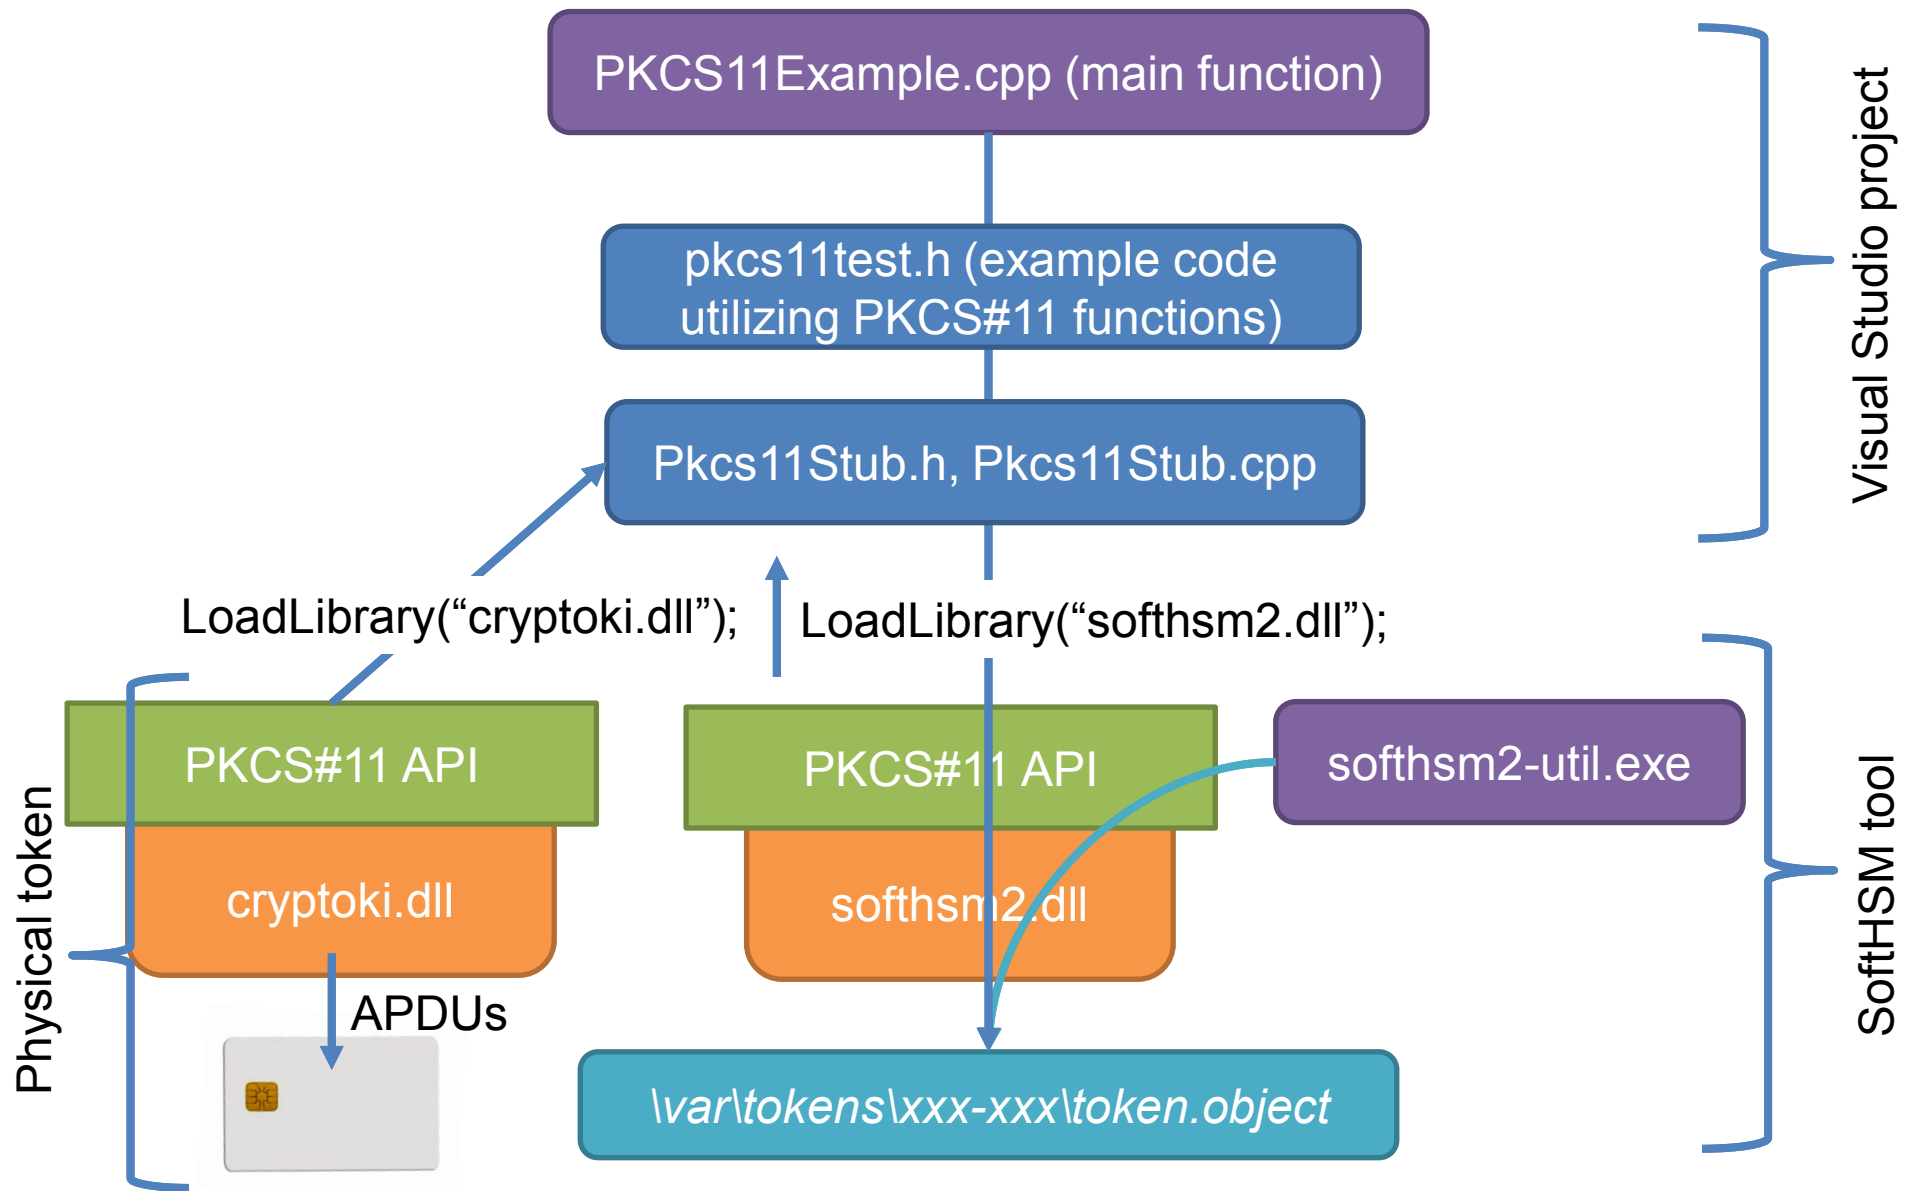 PKCS11Example.cpp (main function)
pkcs11test.h (example code
utilizing PKCS#11 functions)
Pkcs11Stub.h, Pkcs11Stub.cpp
Visual Studio project
LoadLibrary(“cryptoki.dll”);
LoadLibrary(“softhsm2.dll”);
PKCS#11 API
PKCS#11 API
softhsm2-util.exe
cryptoki.dll
softhsm2.dll
Physical token
SoftHSM tool
APDUs
\var\tokens\xxx-xxx\token.object